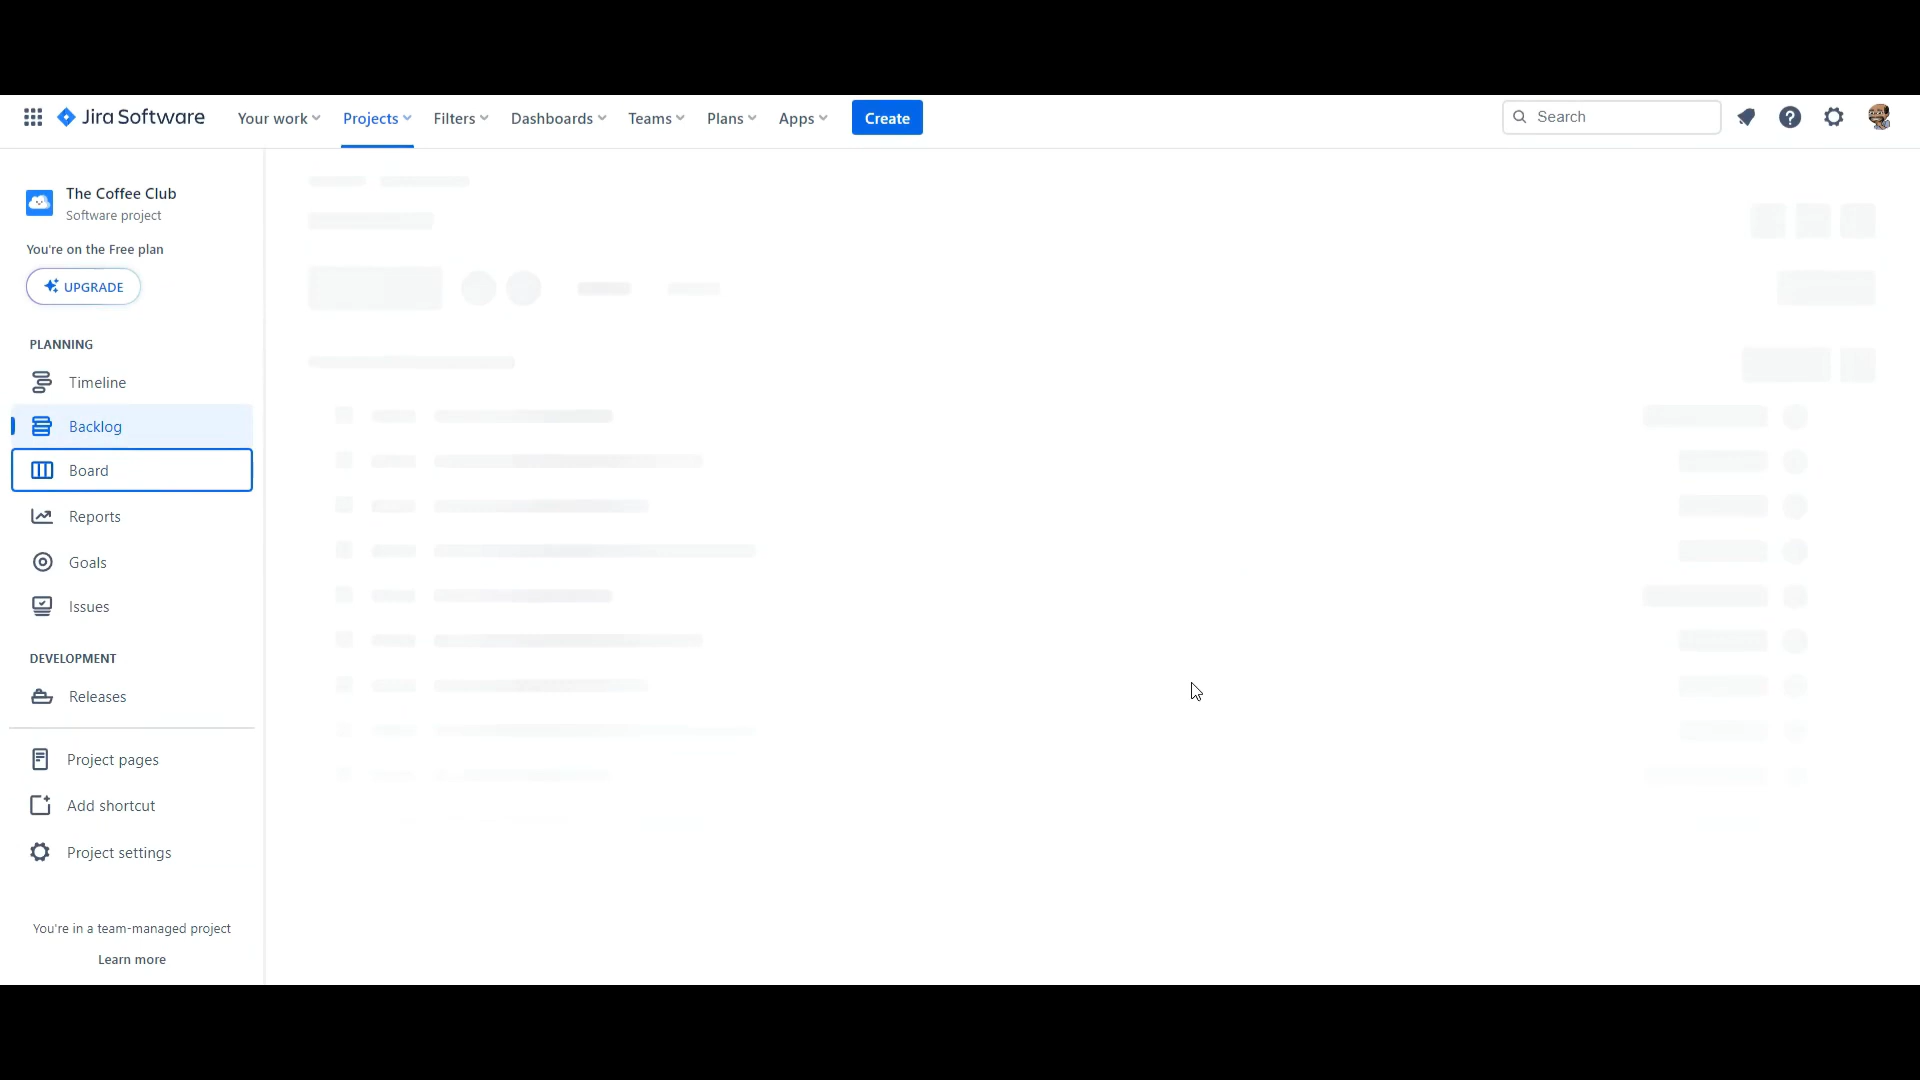 Jira Software
Your work
Projects
Filters
Dashboards
Teams
Plans
Apps
Create
Search
The Coffee Club
Software project
You're on the Free plan
UPGRADE
PLANNING
Timeline
Backlog
Board
Reports
Goals
Issues
DEVELOPMENT
Releases
Project pages
Add shortcut
Project settings
You're in a team-managed project
Learn more